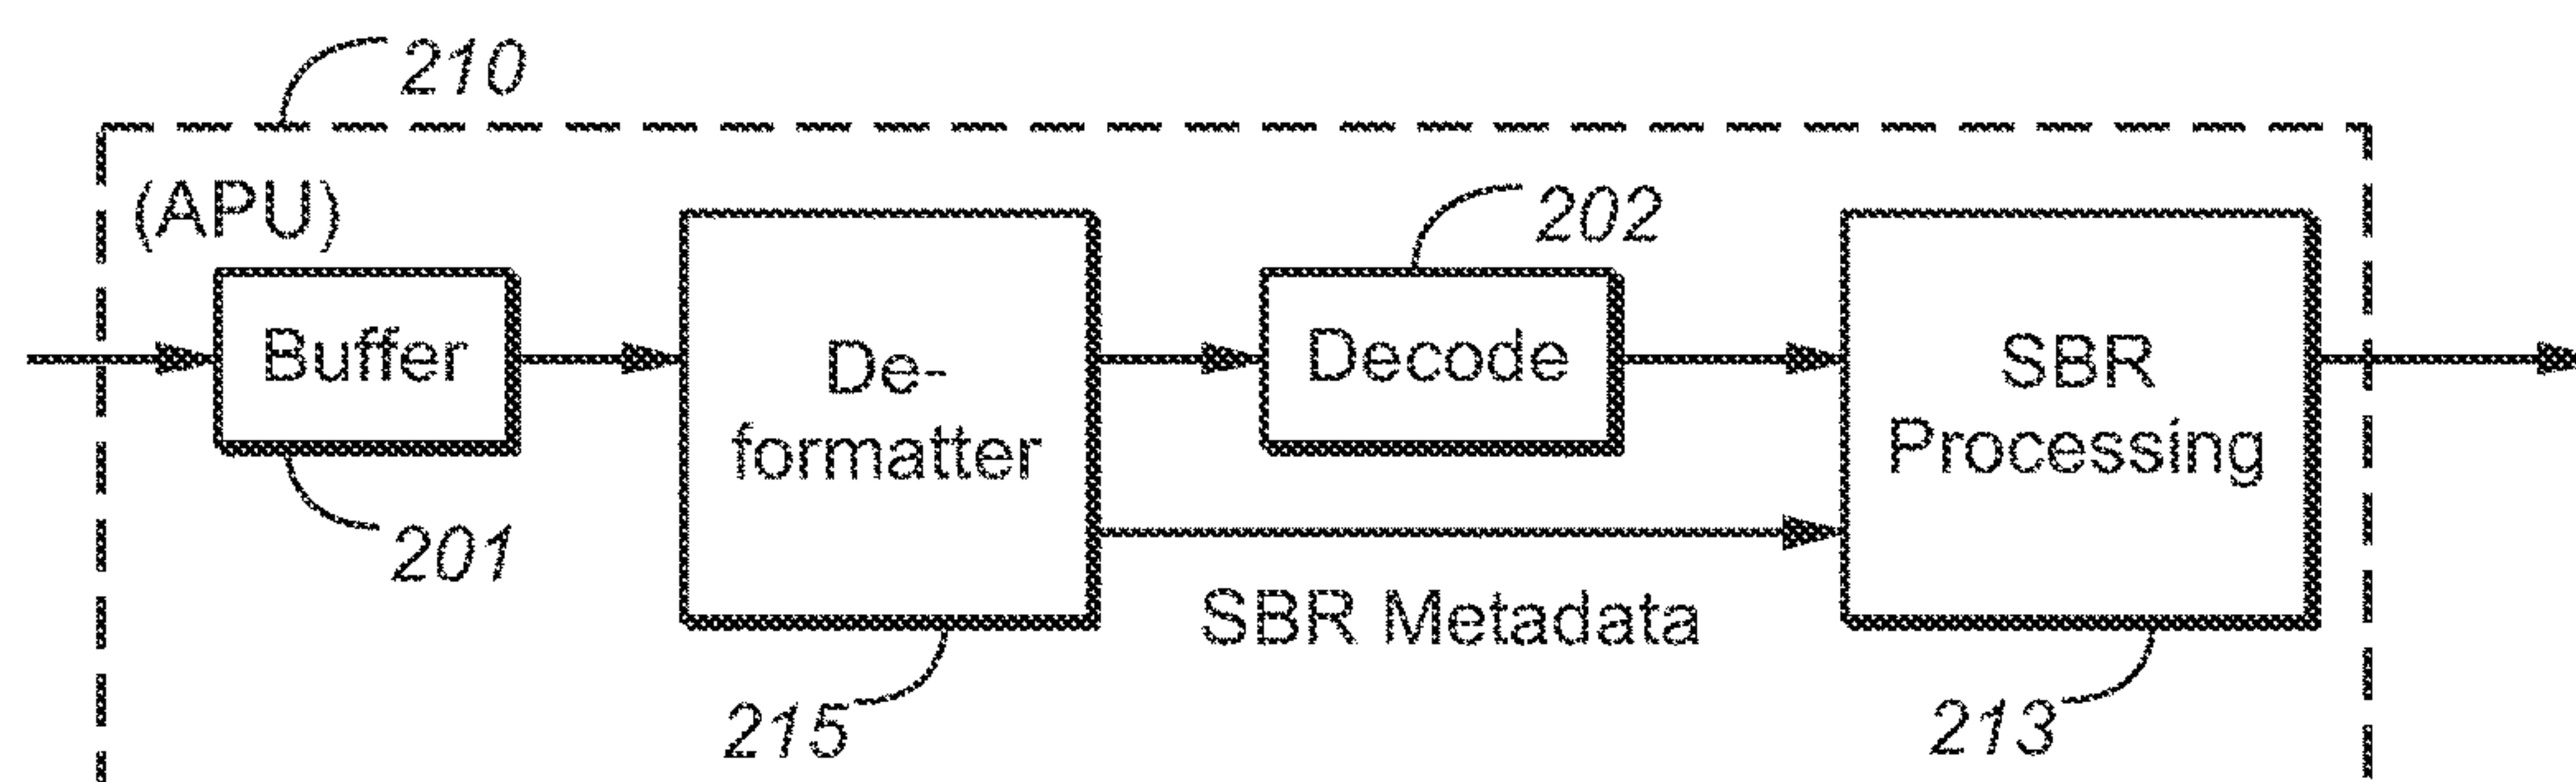 210
(APU)
202
Buffer
De-
formatter
Decode
SBR
Processing
201
SBR Metadata
215
213